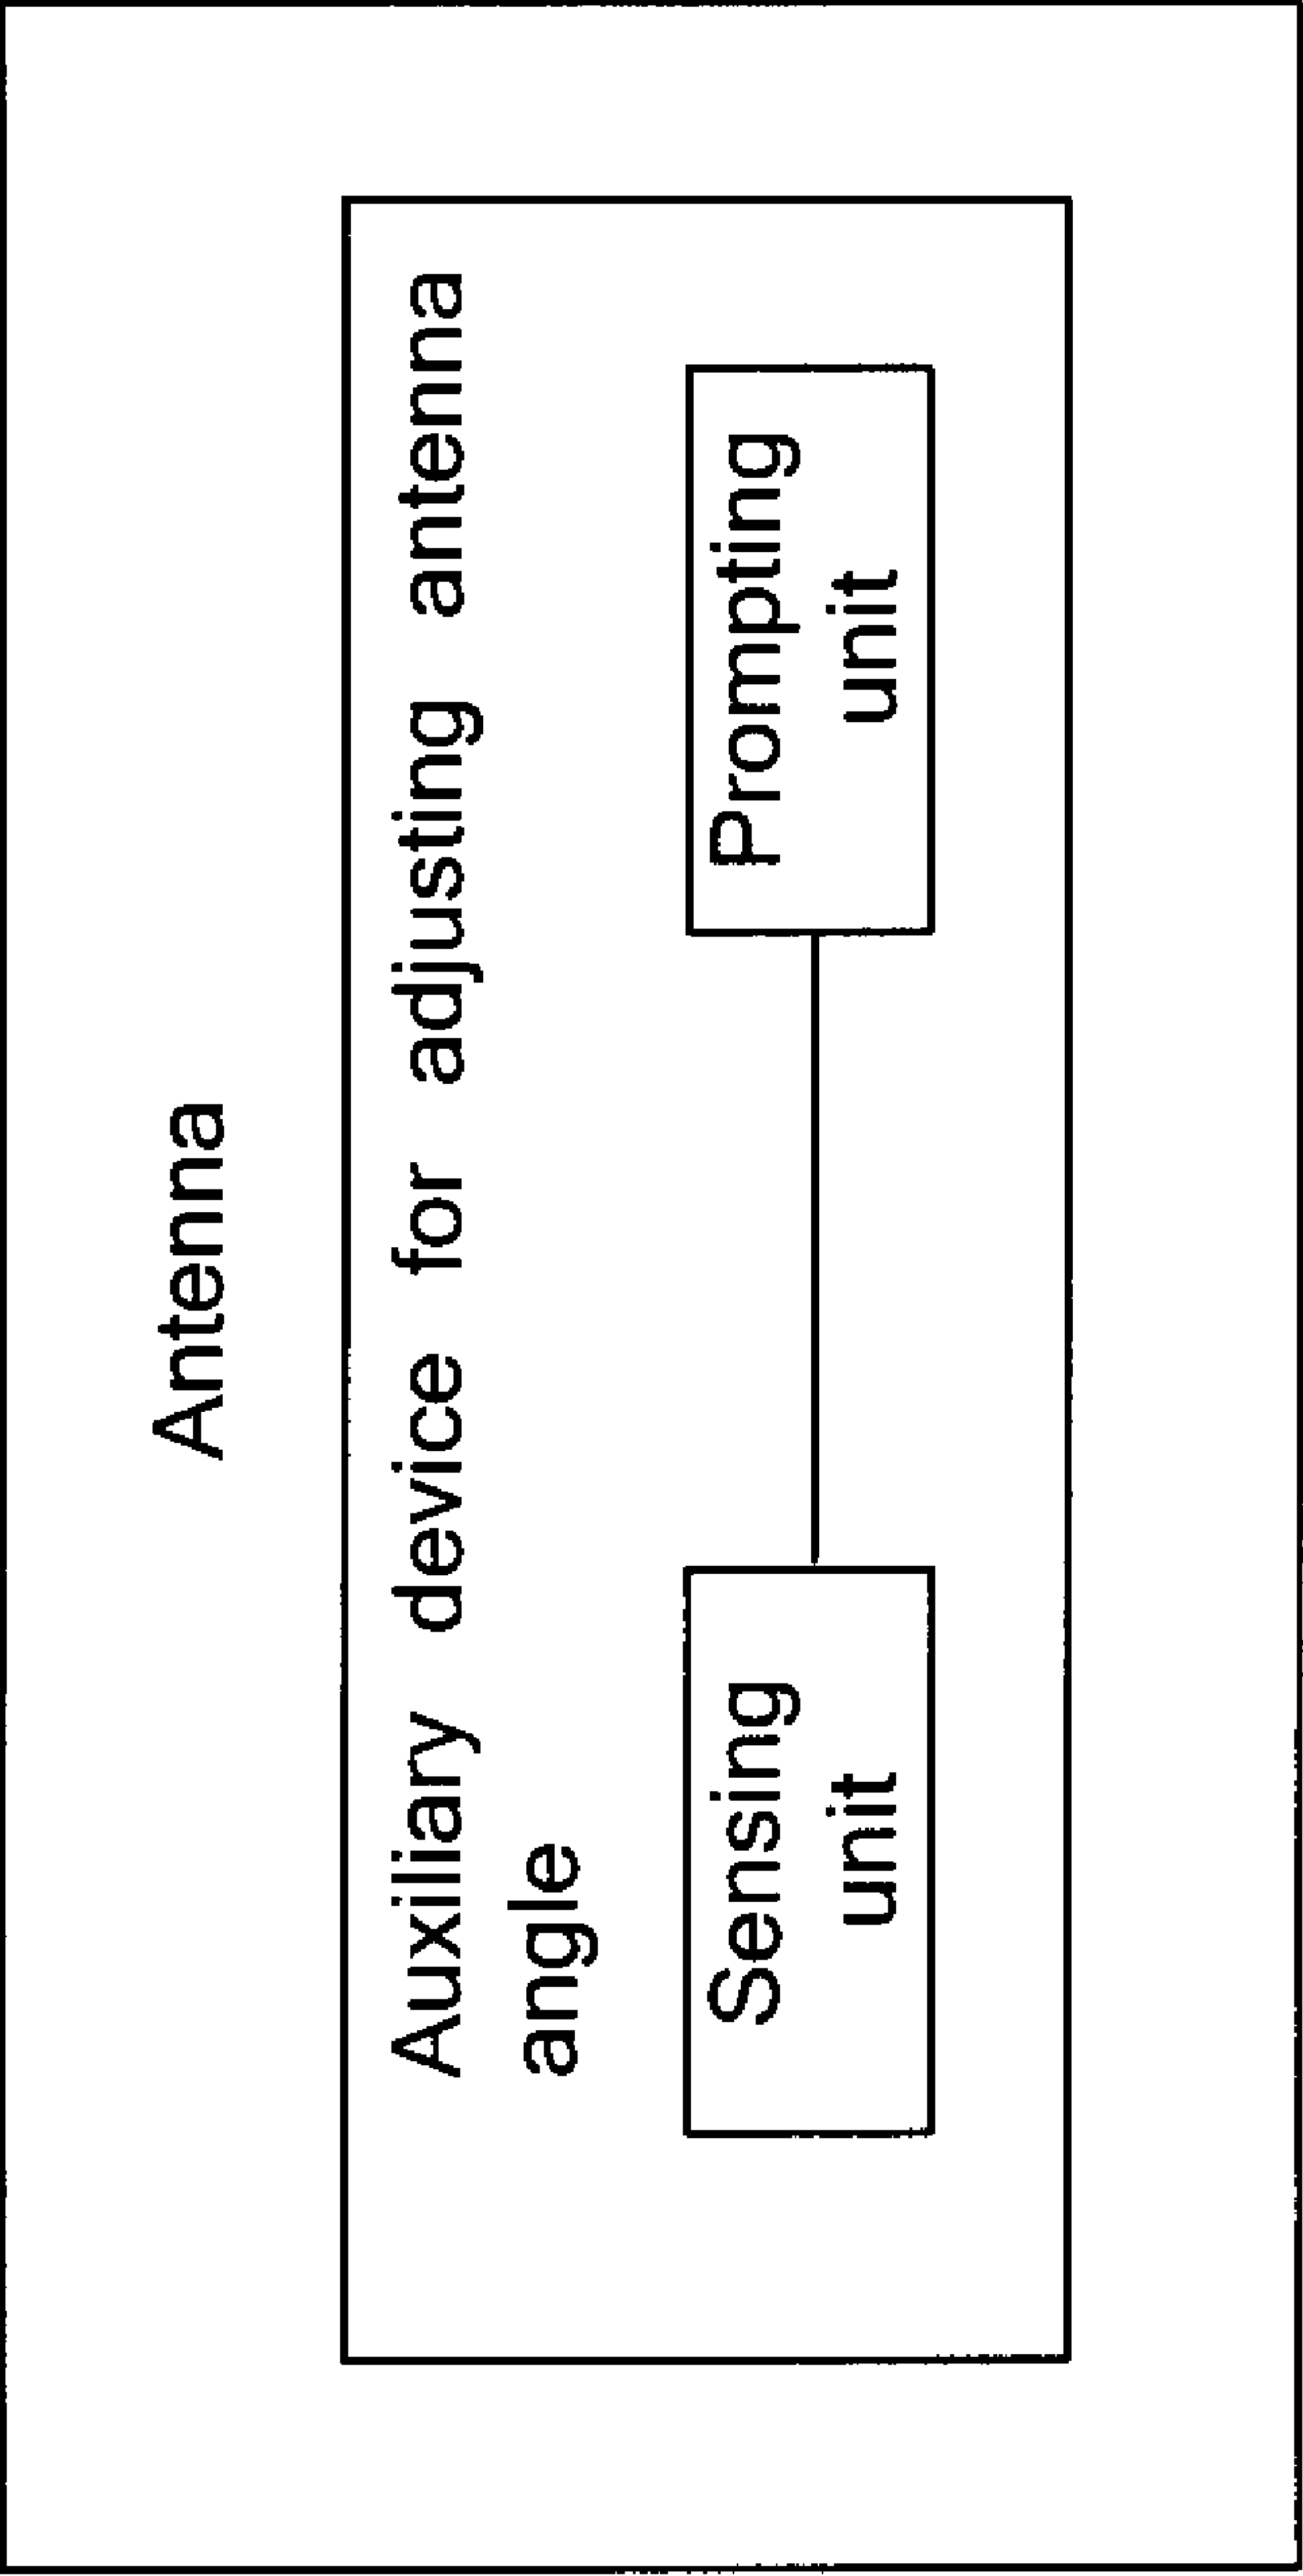 Antenna
Auxiliary device for adjusting antenna
angle
Sensing
unit
Prompting
unit